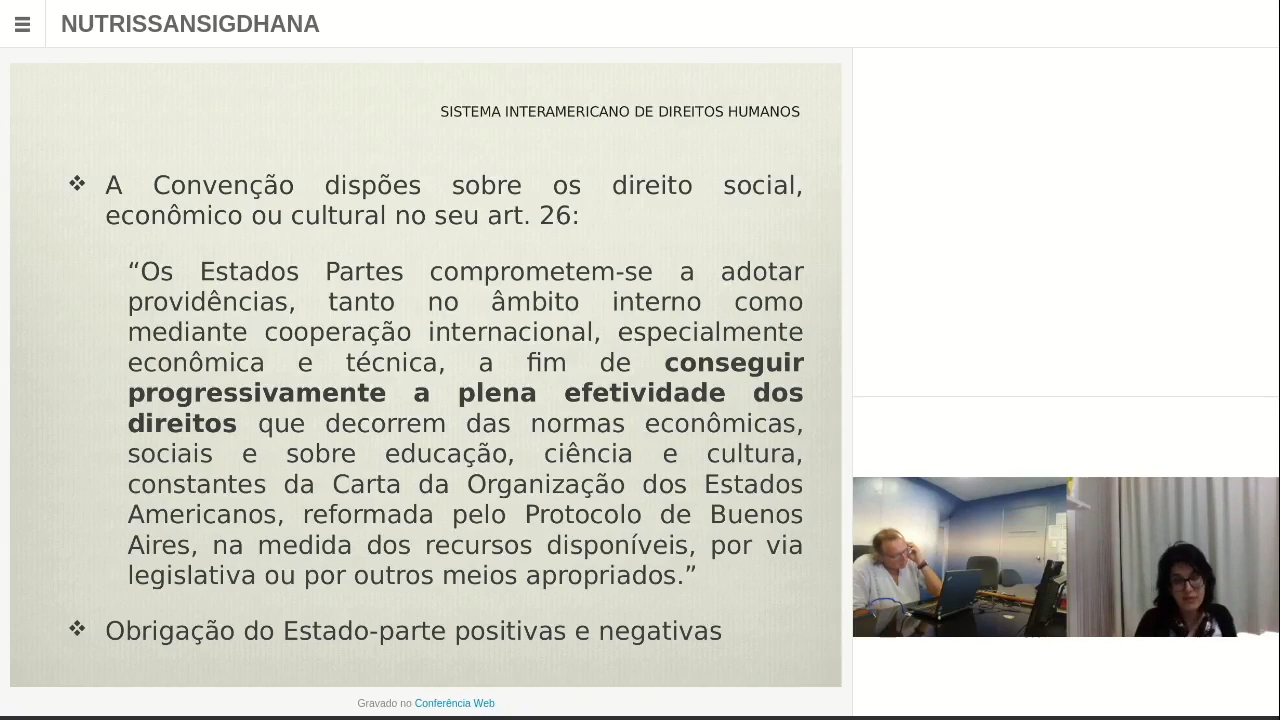 NUTRISSANSIGDHANA
SISTEMA INTERAMERICANO DE DIREITOS HUMANOS
❖ A Convenção dispões sobre os direito social,
econômico ou cultural no seu art. 26:
“Os Estados Partes comprometem-se a adotar
providências, tanto no âmbito interno como
mediante cooperação internacional, especialmente
econômica e técnica, a fim de conseguir
progressivamente a plena efetividade dos
direitos que decorrem das normas econômicas,
sociais e sobre educação, ciência e cultura,
constantes da Carta da Organização dos Estados
Americanos, reformada pelo Protocolo de Buenos
Aires, na medida dos recursos disponíveis, por via
legislativa ou por outros meios apropriados.”
❖ Obrigação do Estado-parte positivas e negativas
Gravado no Conferência Web